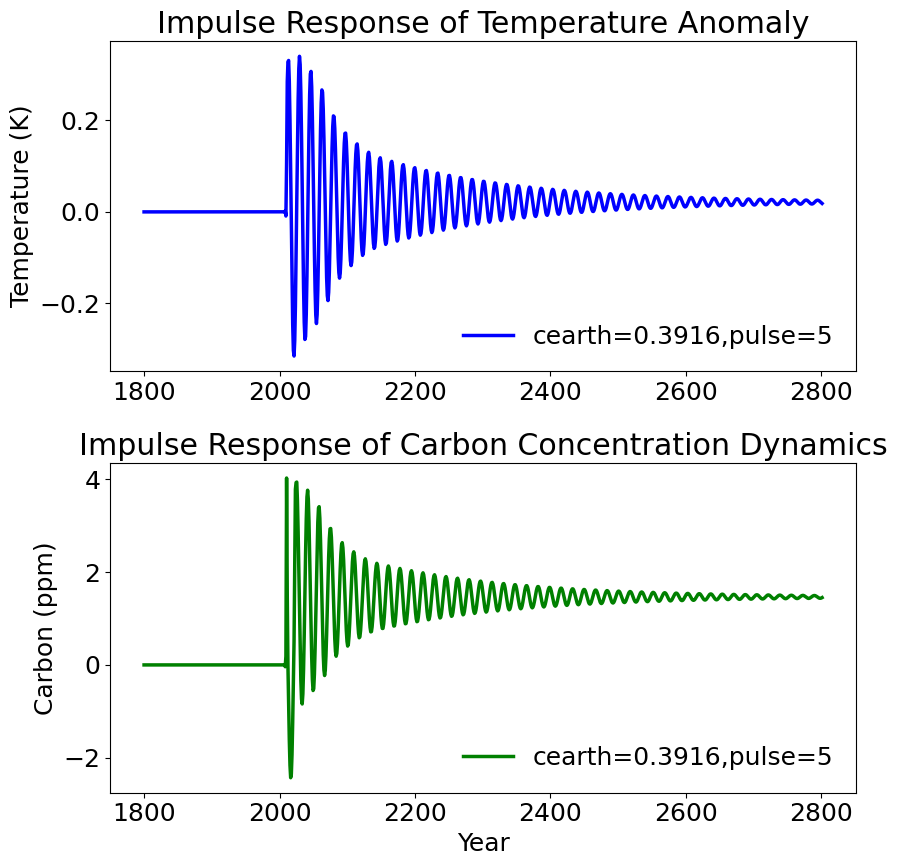 Impulse Response of Temperature Anomaly
Temperature (K)
0.2
0.0
−0.2
cearth=0.3916,pulse=5
1800 2000 2200 2400 2600 2800
Impulse Response of Carbon Concentration Dynamics
Carbon (ppm)
4
2
0
−2
cearth=0.3916,pulse=5
1800 2000 2200 2400 2600 2800
Year